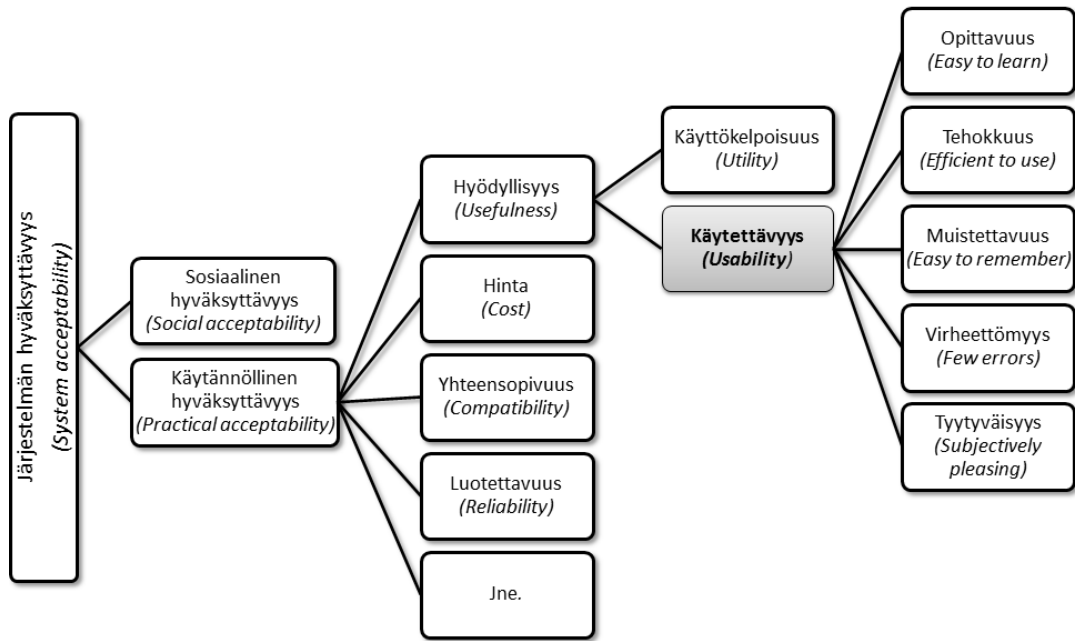 Järjestelmän hyväksyttävyys
(System acceptability)
Sosiaalinen
hyväksyttävyys
(Social acceptability)
Käytännöllinen
hyväksyttävyys
(Practical acceptability)
Hyödyllisyys
(Usefulness)
Hinta
(Cost)
Yhteensopivuus
(Compatibility)
Luotettavuus
(Reliability)
Jne.
Käyttökelpoisuus
(Utility)
Käytettävyys
(Usability)
Opittavuus
(Easy to learn)
Tehokkuus
(Efficient to use)
Muistettavuus
(Easy to remember)
Virheettömyys
(Few errors)
Tyytyväisyys
(Subjectively
pleasing)